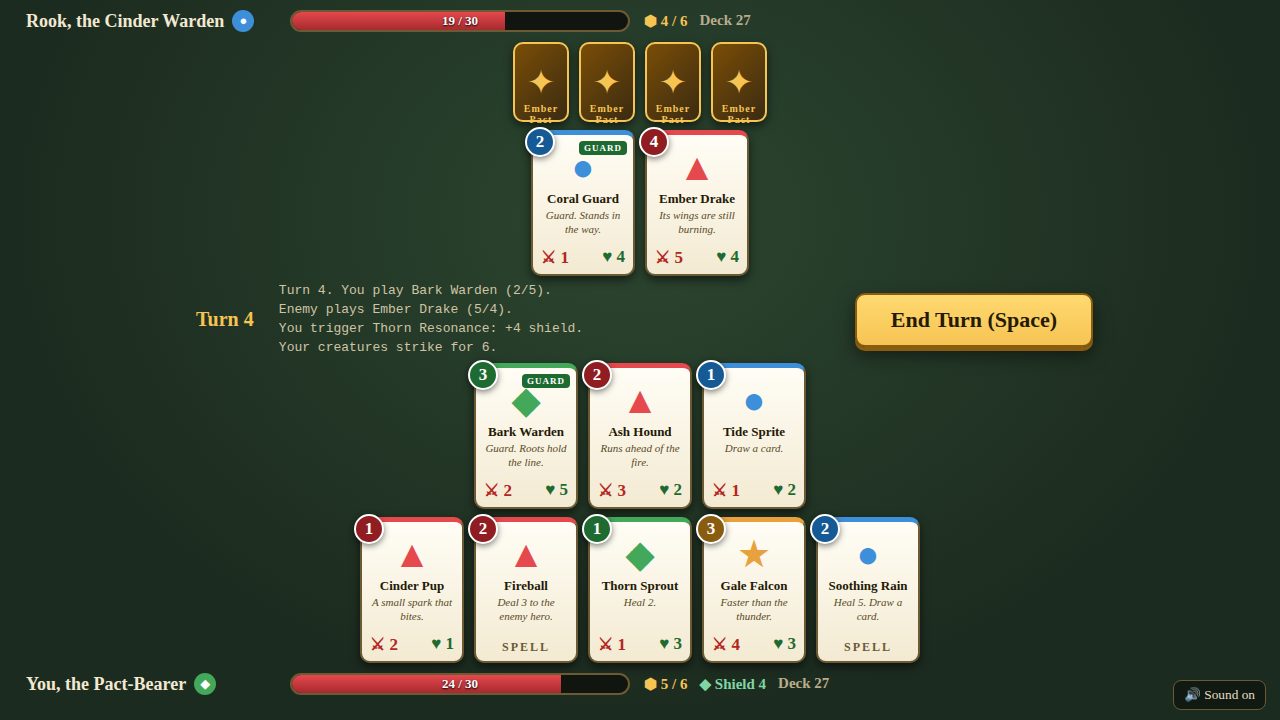 Rook, the Cinder Warden
19 / 30
4 / 6
Deck 27
Ember Past
Ember Past
Ember Past
Ember Past
2
GUARD
Coral Guard
Guard. Stands in
the way.
1
4
4
Ember Drake
Its wings are still
burning.
5
4
Turn 4
Turn 4. You play Bark Warden (2/5).
Enemy plays Ember Drake (5/4).
You trigger Thorn Resonance: +4 shield.
Your creatures strike for 6.
End Turn (Space)
3
GUARD
Bark Warden
Guard. Roots hold
the line.
2
5
2
Ash Hound
Runs ahead of the
fire.
3
2
1
Tide Sprite
Draw a card.
1
2
1
Cinder Pup
A small spark that
bites.
2
1
2
Fireball
Deal 3 to the
enemy hero.
SPELL
1
Thorn Sprout
Heal 2.
1
3
3
Gale Falcon
Faster than the
thunder.
4
3
2
Soothing Rain
Heal 5. Draw a
card.
SPELL
You, the Pact-Bearer
24 / 30
5 / 6
Shield 4
Deck 27
Sound on